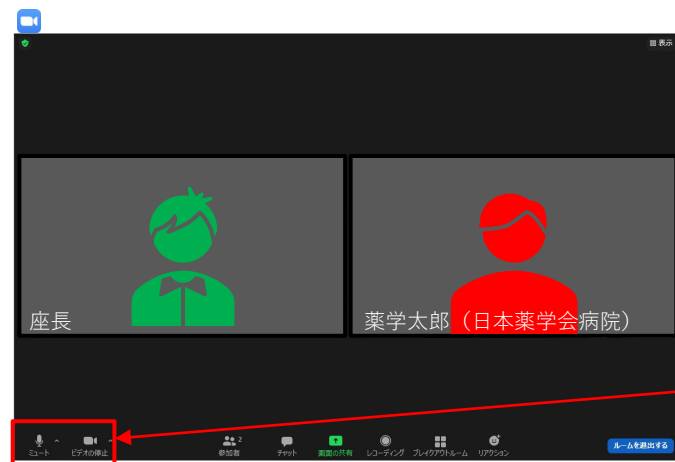 表示
座長
薬学太郎（日本薬学会病院）
ミュート ビデオの停止 2 参加者 チャット 画面の共有 レコーディング ブレイクアウトルーム リアクション ルームを退出する